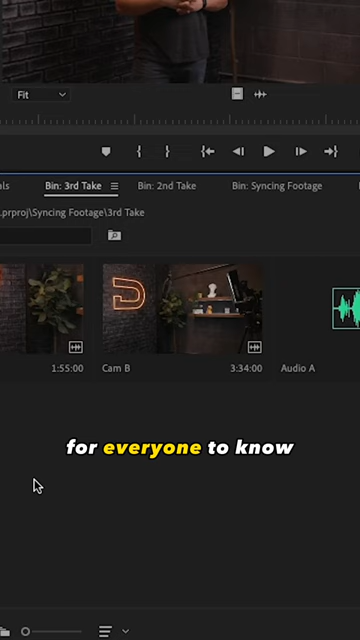 Fit
als
Bin: 3rd Take
Bin: 2nd Take
Bin: Syncing Footage
.prproj\Syncing Footage\3rd Take
1:55:00
Cam B
3:34:00
Audio A
for everyone to know